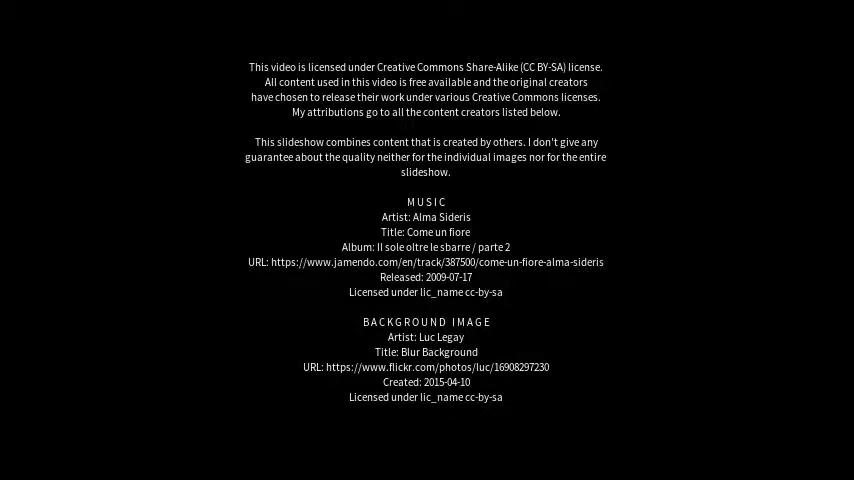 This video is licensed under Creative Commons Share-Alike (CC BY-SA) license.
All content used in this video is free available and the original creators
have chosen to release their work under various Creative Commons licenses.
My attributions go to all the content creators listed below.
This slideshow combines content that is created by others. I don't give any
guarantee about the quality neither for the individual images nor for the entire
slideshow.
MUSIC
Artist: Alma Sideris
Title: Come un fiore
Album: Il sole oltre le sbarre / parte 2
URL: https://www.jamendo.com/en/track/387500/come-un-fiore-alma-sideris
Released: 2009-07-17
Licensed under lic_name cc-by-sa
BACKGROUND IMAGE
Artist: Luc Legay
Title: Blur Background
URL: https://www.flickr.com/photos/luc/16908297230
Created: 2015-04-10
Licensed under lic_name cc-by-sa